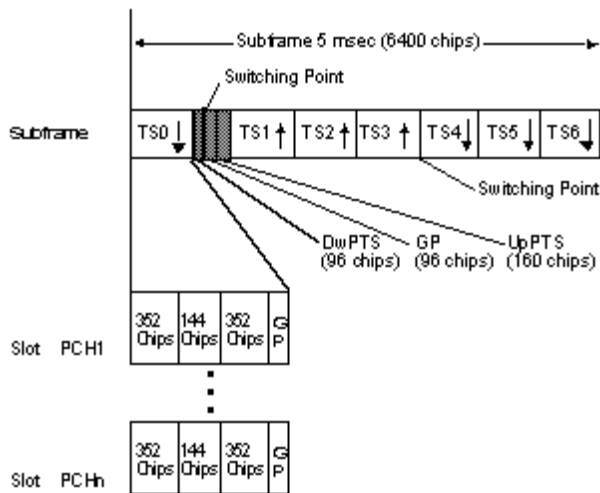 Subframe 5 msec (6400 chips)
Switching Point
Subframe
TS0 TS1 TS2 TS3 TS4 TS5 TS6
Switching Point
DwPTS
(96 chips)
GP
(96 chips)
UpPTS
(160 chips)
352
Chips
144
Chips
352
Chips
G
P
Slot PCH1
352
Chips
144
Chips
352
Chips
G
P
Slot PCHn